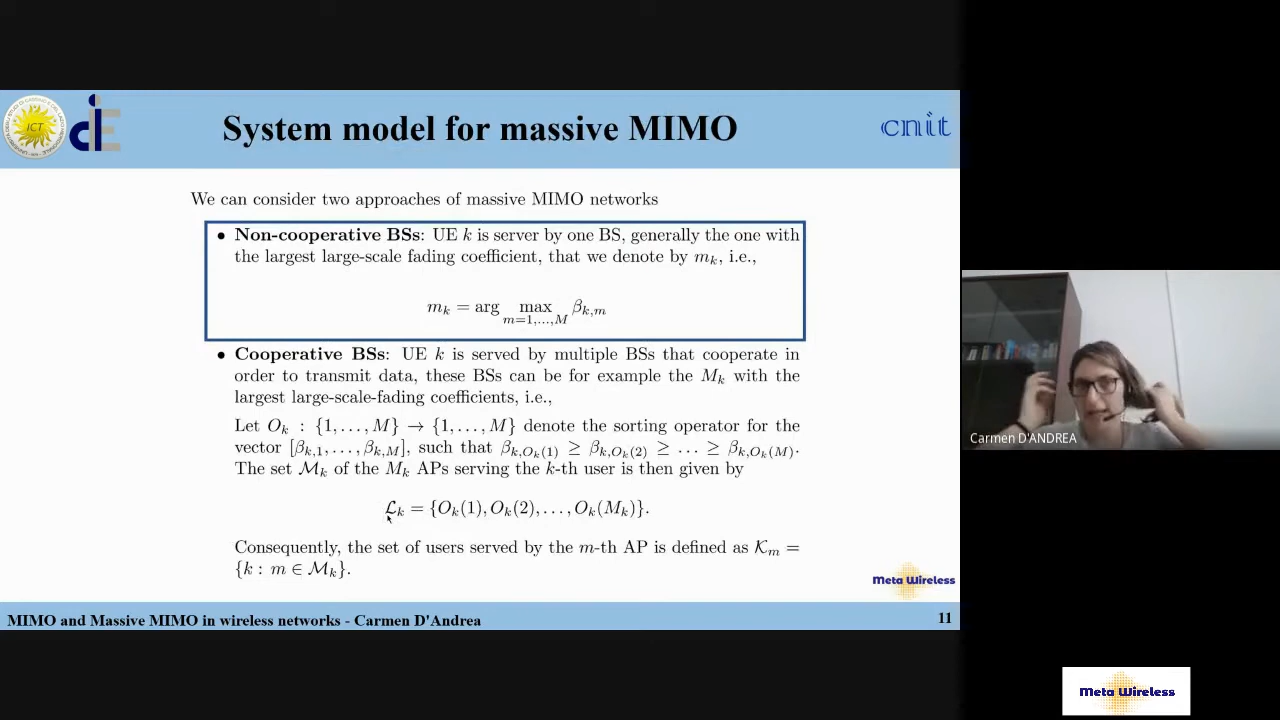 ICT
System model for massive MIMO
cnit
We can consider two approaches of massive MIMO networks
• Non-cooperative BSs: UE k is server by one BS, generally the one with
the largest large-scale fading coefficient, that we denote by m_k, i.e.,
m_k = arg max_{m=1,...,M} β_{k,m}
• Cooperative BSs: UE k is served by multiple BSs that cooperate in
order to transmit data, these BSs can be for example the M_k with the
largest large-scale-fading coefficients, i.e.,
Let O_k : {1, . . . , M} → {1, . . . , M} denote the sorting operator for the
vector [β_{k,1}, . . . , β_{k,M}], such that β_{k,O_k(1)} ≥ β_{k,O_k(2)} ≥ . . . ≥ β_{k,O_k(M)}.
The set ℳ_k of the M_k APs serving the k-th user is then given by
ℒ_k = {O_k(1), O_k(2), . . . , O_k(M_k)}.
Consequently, the set of users served by the m-th AP is defined as 𝒦_m =
{k : m ∈ ℳ_k}.
Meta Wireless
MIMO and Massive MIMO in wireless networks - Carmen D'Andrea
11
Carmen D'ANDREA
Meta Wireless